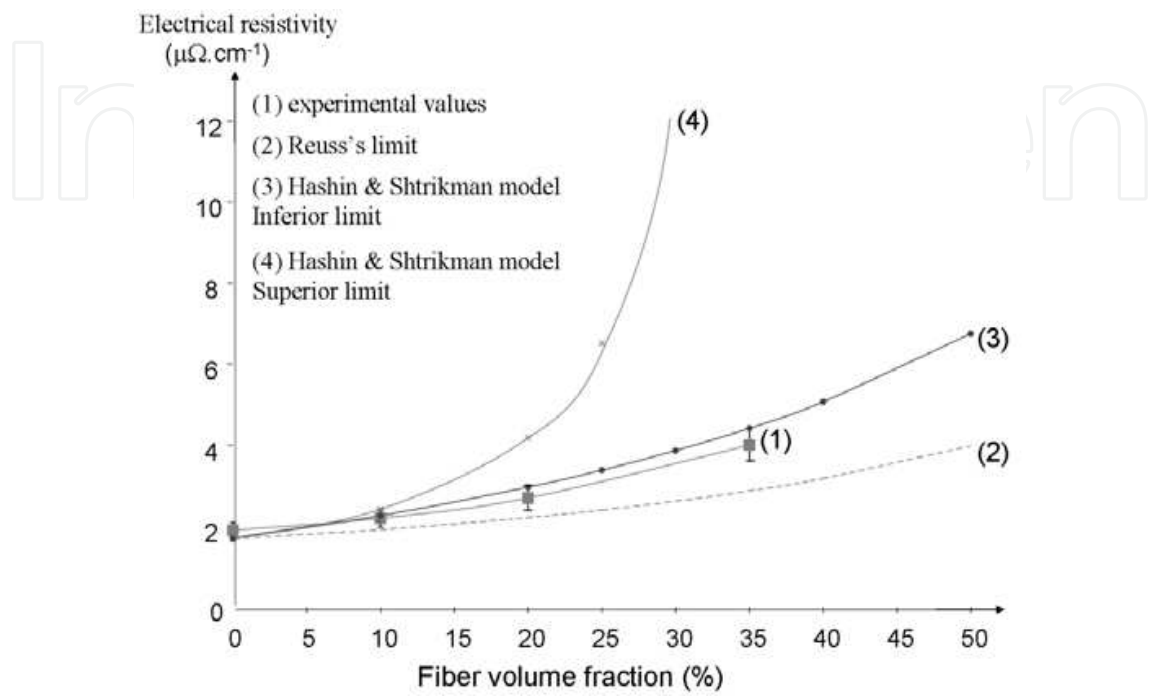 Electrical resistivity
(μΩ.cm-1)
In
en
(1) experimental values
(2) Reuss's limit
(3) Hashin & Shtrikman model
Inferior limit
(4) Hashin & Shtrikman model
Superior limit
12
10
8
6
4
2
0
(4)
(3)
(1)
(2)
0 5 10 15 20 25 30 35 40 45 50
Fiber volume fraction (%)